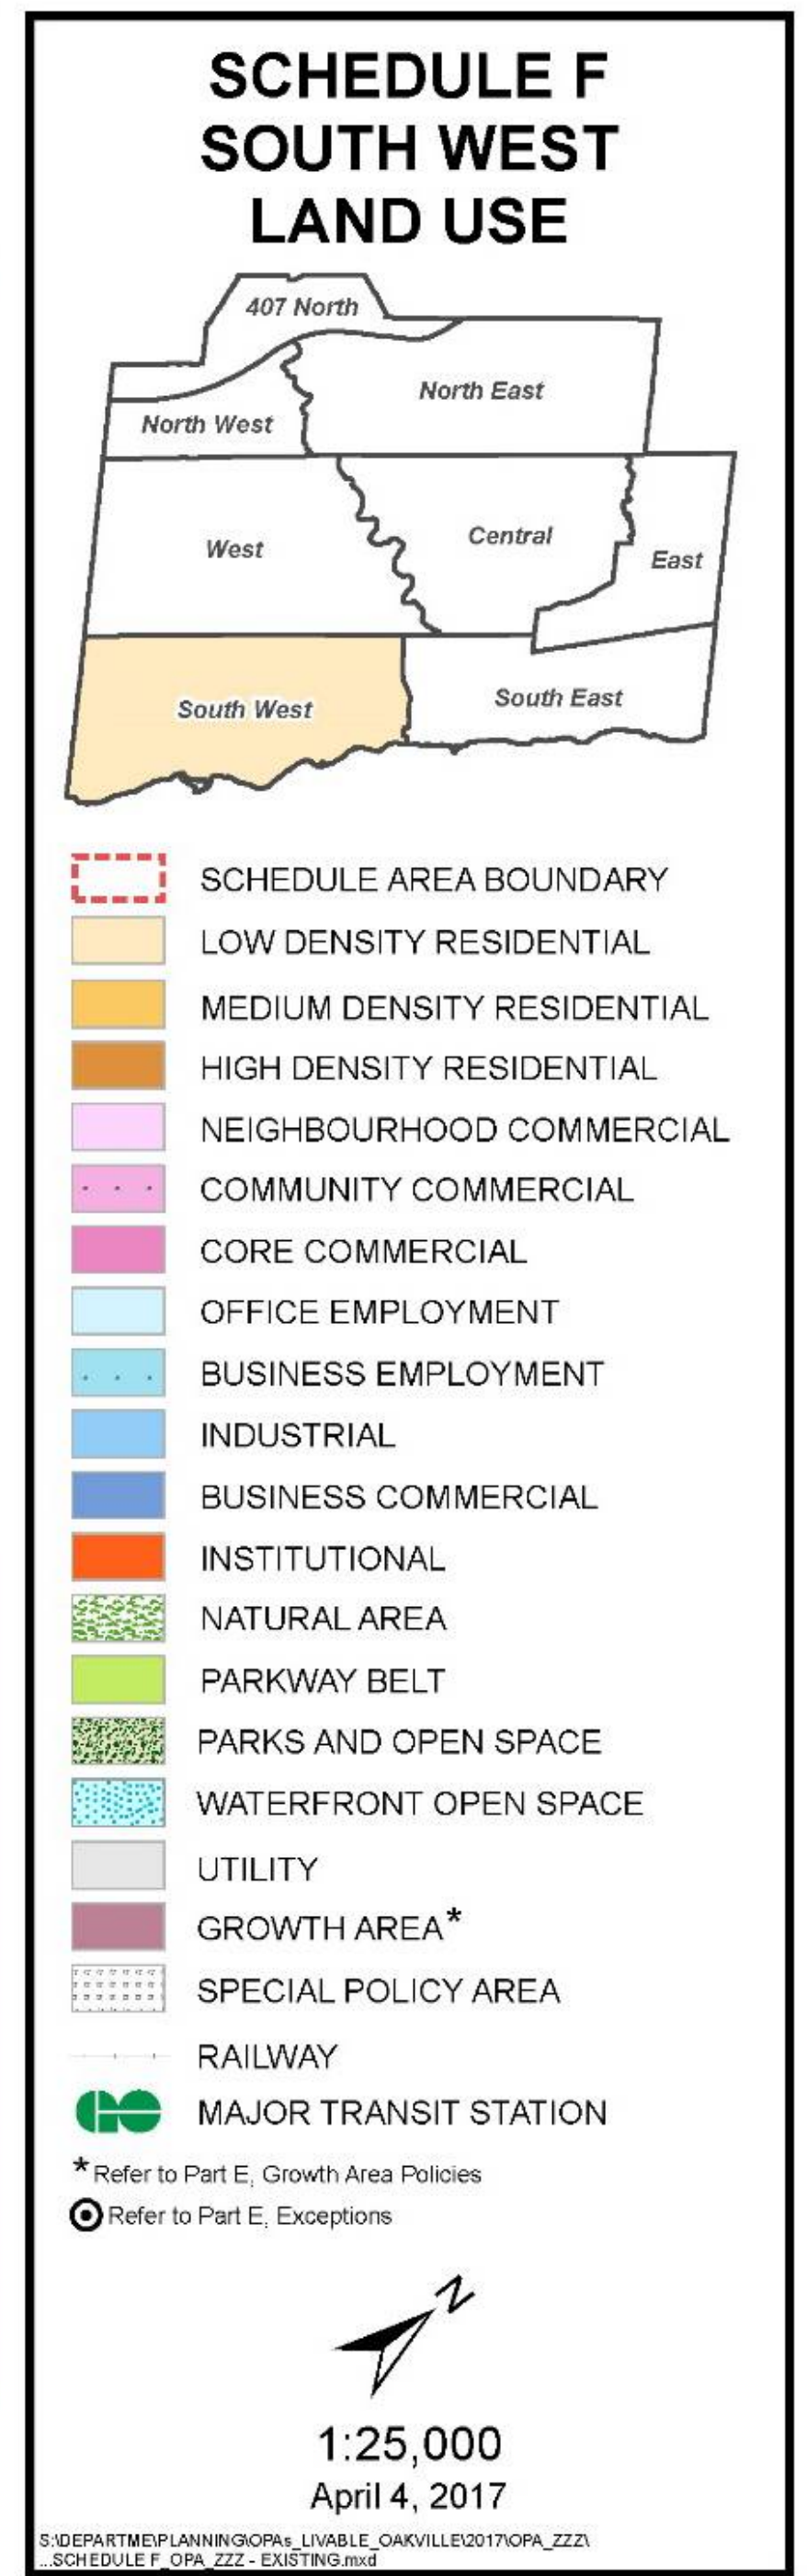 SCHEDULE F
SOUTH WEST
LAND USE
407 North
North East
North West
West
Central
East
South West
South East
SCHEDULE AREA BOUNDARY
LOW DENSITY RESIDENTIAL
MEDIUM DENSITY RESIDENTIAL
HIGH DENSITY RESIDENTIAL
NEIGHBOURHOOD COMMERCIAL
COMMUNITY COMMERCIAL
CORE COMMERCIAL
OFFICE EMPLOYMENT
BUSINESS EMPLOYMENT
INDUSTRIAL
BUSINESS COMMERCIAL
INSTITUTIONAL
NATURAL AREA
PARKWAY BELT
PARKS AND OPEN SPACE
WATERFRONT OPEN SPACE
UTILITY
GROWTH AREA*
SPECIAL POLICY AREA
RAILWAY
GO MAJOR TRANSIT STATION
* Refer to Part E, Growth Area Policies
Refer to Part E, Exceptions
N
1:25,000
April 4, 2017
S:\DEPARTME\PLANNING\OPAs_LIVABLE_OAKVILLE\2017\OPA_ZZZ\
...SCHEDULE F_OPA_ZZZ - EXISTING.mxd